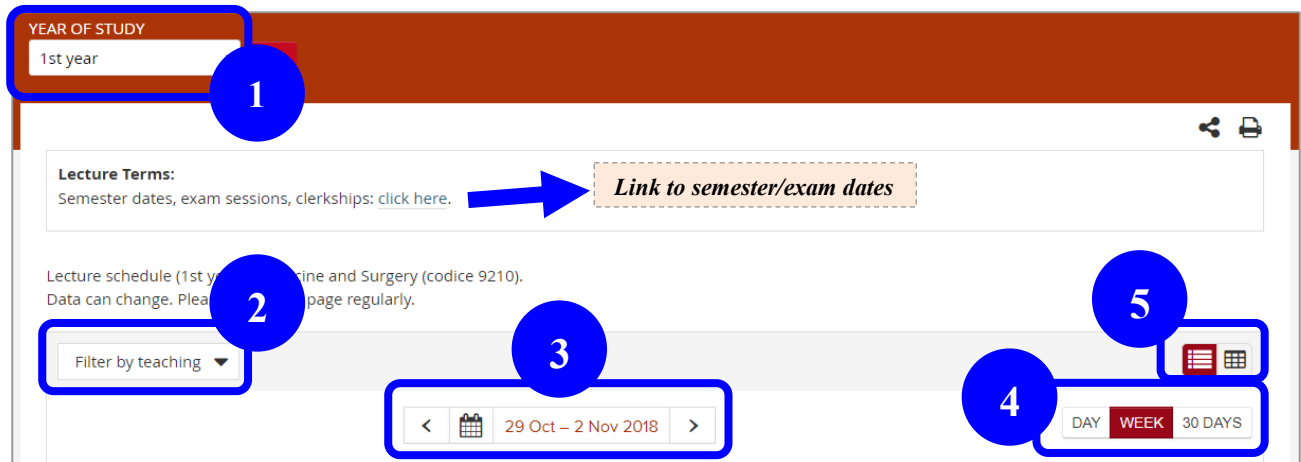 YEAR OF STUDY
1st year
1
Lecture Terms:
Semester dates, exam sessions, clerkships: click here.
Link to semester/exam dates
Lecture schedule (1st y cine and Surgery (codice 9210).
Data can change. Plea page regularly.
2
3
4
5
Filter by teaching
29 Oct – 2 Nov 2018
DAY WEEK 30 DAYS